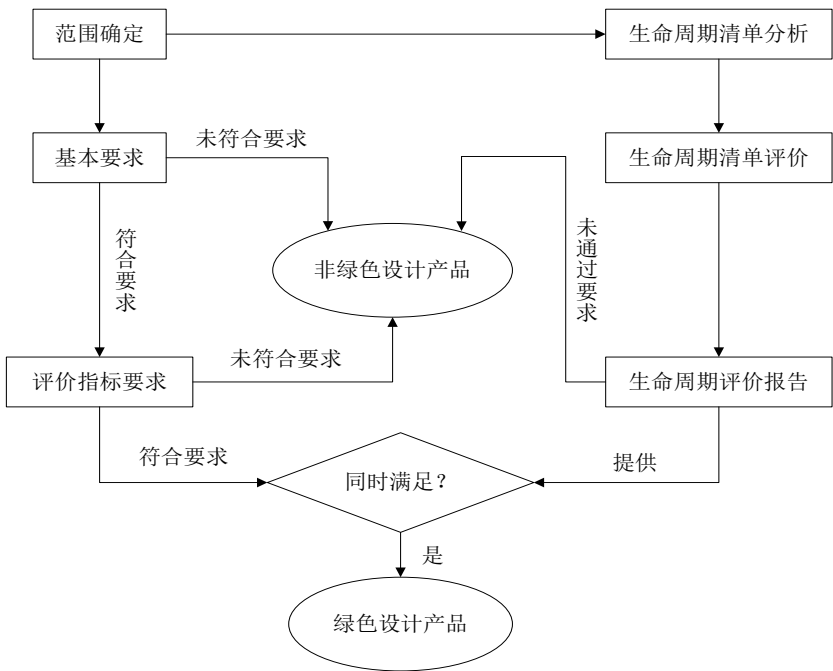 范围确定
生命周期清单分析
基本要求
未符合要求
生命周期清单评价
符合要求
非绿色设计产品
未通过要求
评价指标要求
未符合要求
生命周期评价报告
符合要求
同时满足?
提供
是
绿色设计产品